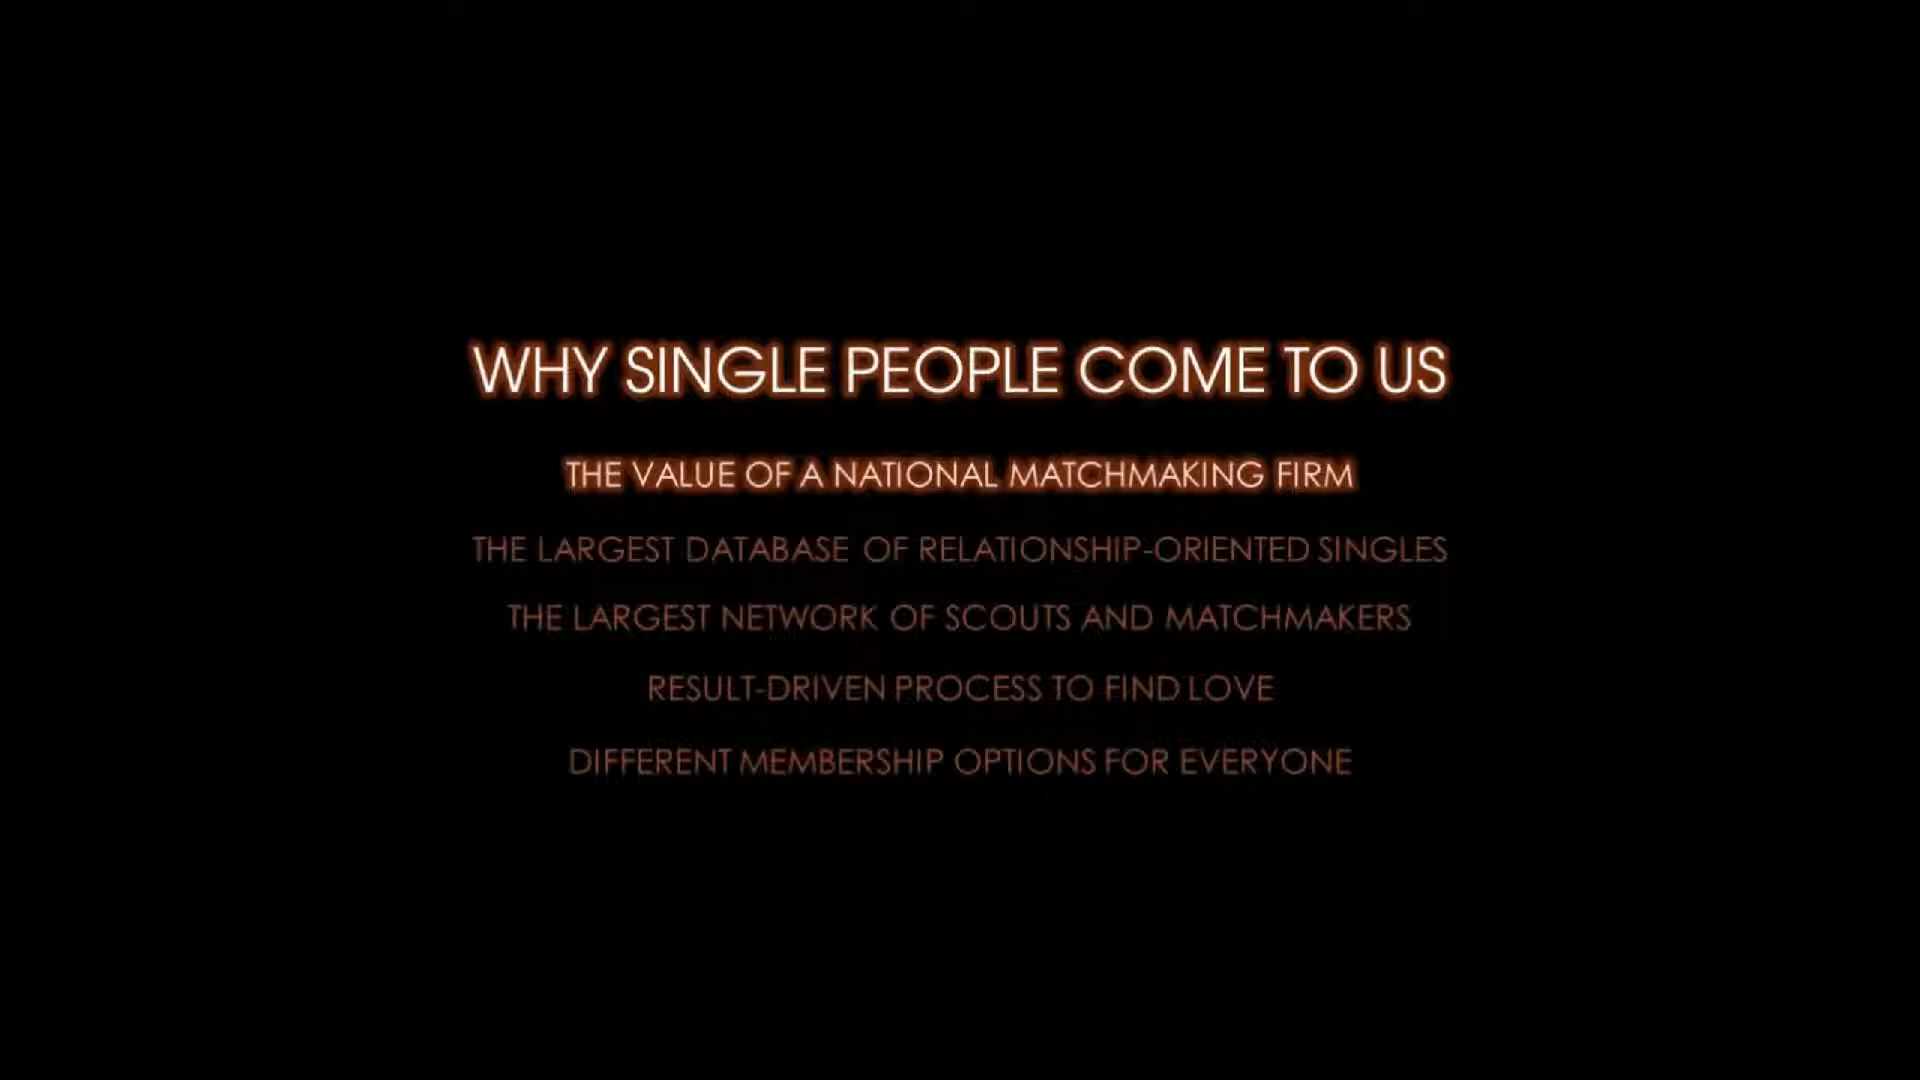 WHY SINGLE PEOPLE COME TO US
THE VALUE OF A NATIONAL MATCHMAKING FIRM
THE LARGEST DATABASE OF RELATIONSHIP-ORIENTED SINGLES
THE LARGEST NETWORK OF SCOUTS AND MATCHMAKERS
RESULT-DRIVEN PROCESS TO FIND LOVE
DIFFERENT MEMBERSHIP OPTIONS FOR EVERYONE